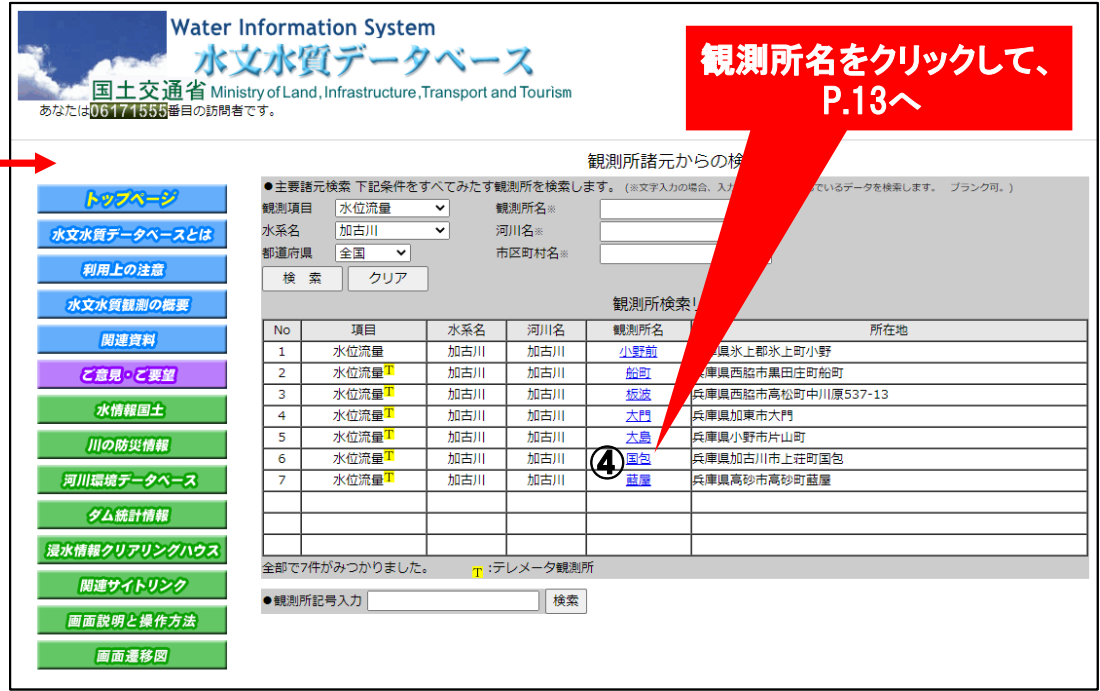 Water Information System
水文水質データベース
国土交通省 Ministry of Land, Infrastructure, Transport and Tourism
あなたは06171555番目の訪問者です。
観測所名をクリックして、
P.13へ
観測所諸元からの検
トップページ
水文水質データベースとは
利用上の注意
水文水質観測の概要
関連資料
ご意見・ご要望
水情報国土
川の防災情報
河川環境データベース
ダム統計情報
浸水情報クリアリングハウス
関連サイトリンク
画面説明と操作方法
画面遷移図
●主要諸元検索 下記条件をすべてみたす観測所を検索します。 (※文字入力の場合、入力 ているデータを検索します。 ブランク可。)
観測項目 水位流量 観測所名※
水系名 加古川 河川名※
都道府県 全国 市区町村名※
検 索 クリア
観測所検索
No 項目 水系名 河川名 観測所名 所在地
1 水位流量 加古川 加古川 小野前 県氷上郡氷上町小野
2 水位流量T 加古川 加古川 船町 兵庫県西脇市黒田庄町船町
3 水位流量T 加古川 加古川 板波 兵庫県西脇市高松町中川原537-13
4 水位流量T 加古川 加古川 大門 兵庫県加東市大門
5 水位流量T 加古川 加古川 大島 兵庫県小野市片山町
6 水位流量T 加古川 加古川 ④ 国包 兵庫県加古川市上荘町国包
7 水位流量T 加古川 加古川 藍屋 兵庫県高砂市高砂町藍屋
全部で7件がみつかりました。 T :テレメータ観測所
●観測所記号入力 検索